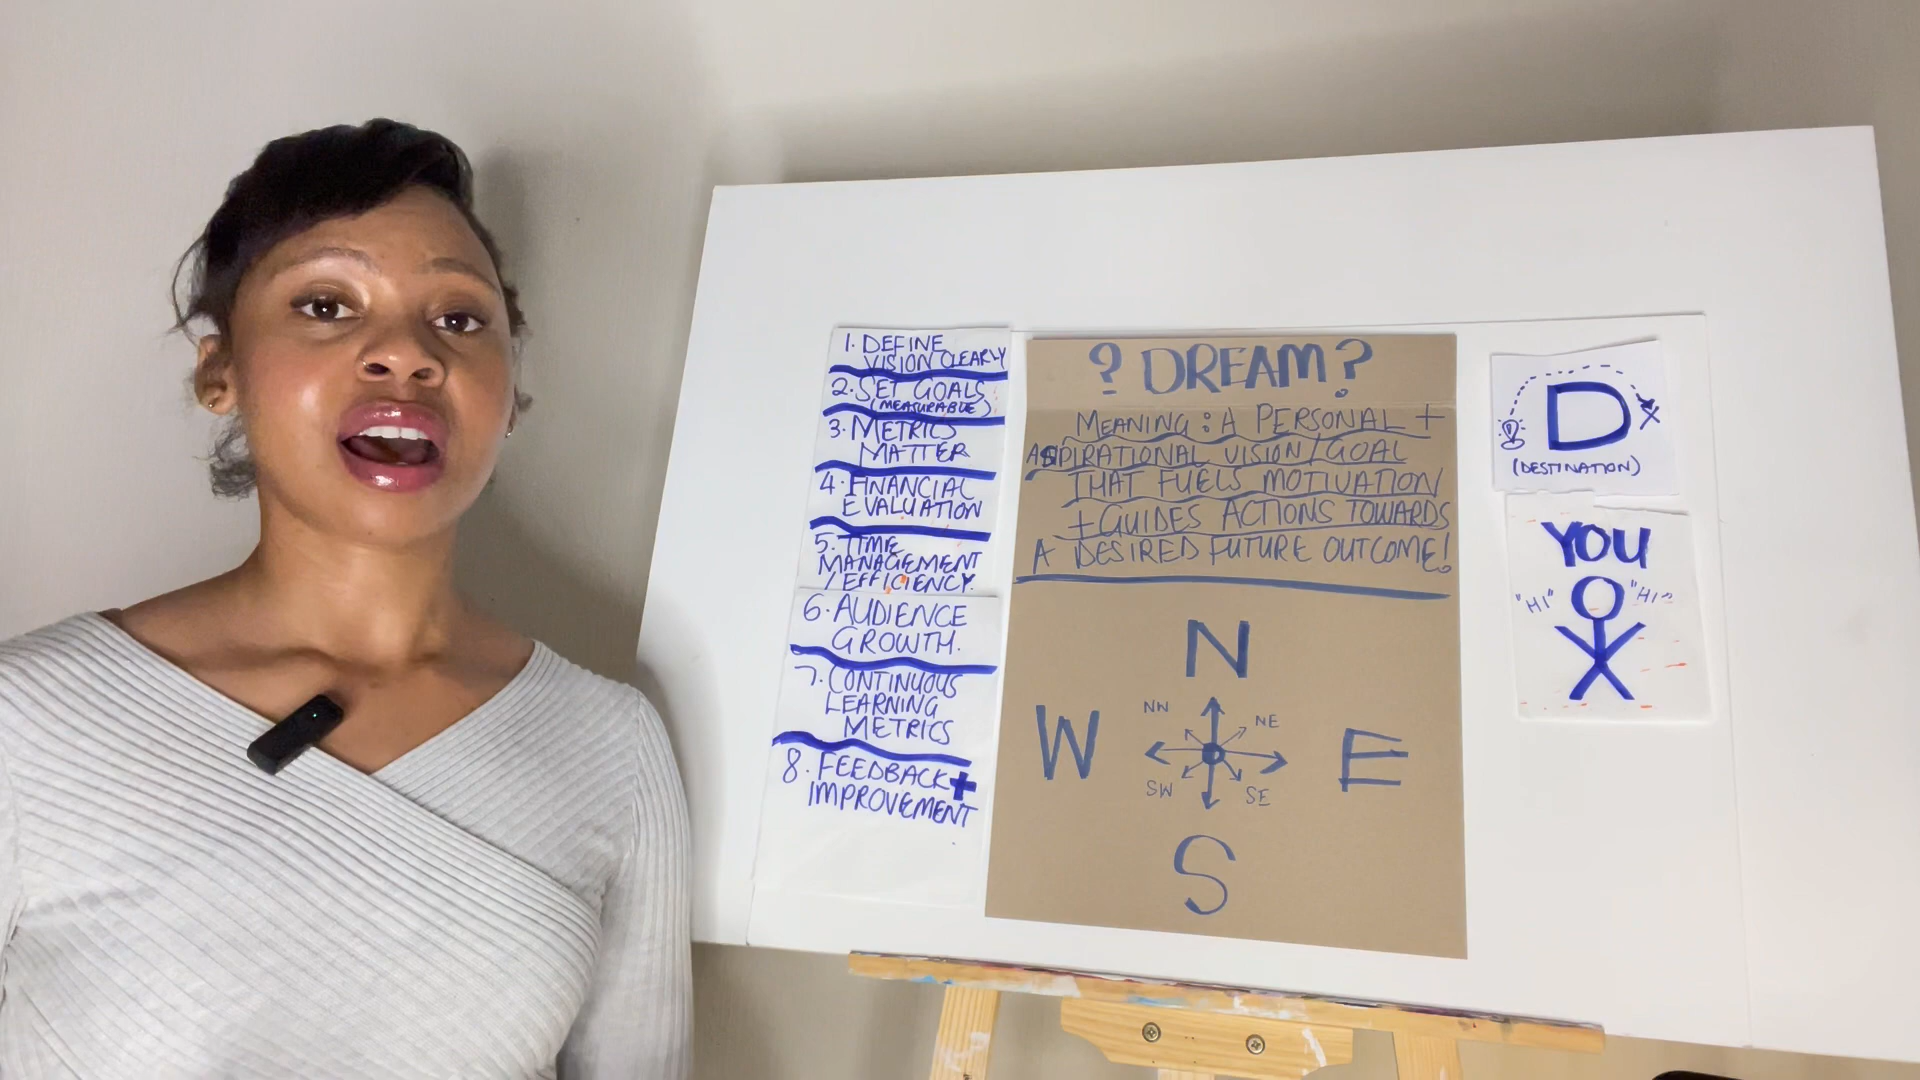 1. DEFINE
VISION CLEARLY
2. SET GOALS
(MEASURABLE)
3. METRICS
MATTER
4. FINANCIAL
EVALUATION
5. TIME
MANAGEMENT
/ EFFICIENCY.
6. AUDIENCE
GROWTH.
7. CONTINUOUS
LEARNING
METRICS
8. FEEDBACK +
IMPROVEMENT
? DREAM?
MEANING: A PERSONAL +
ASPIRATIONAL VISION/GOAL
THAT FUELS MOTIVATION
+ GUIDES ACTIONS TOWARDS
A DESIRED FUTURE OUTCOME!
N
NW
NE
W
E
SW
SE
S
D
X
(DESTINATION)
YOU
"HI" "HI"